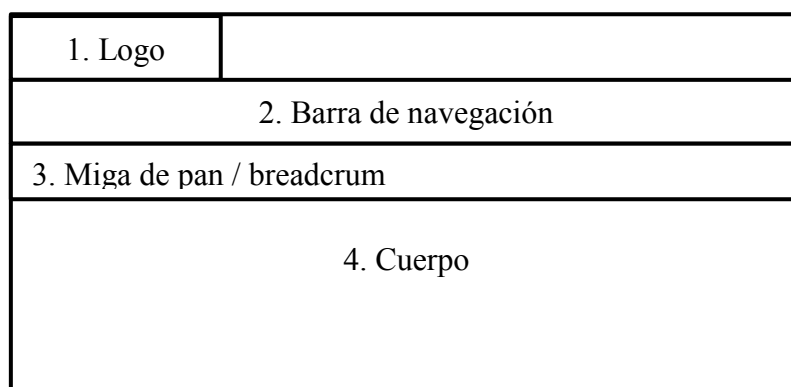 1. Logo
2. Barra de navegación
3. Miga de pan / breadcrum
4. Cuerpo